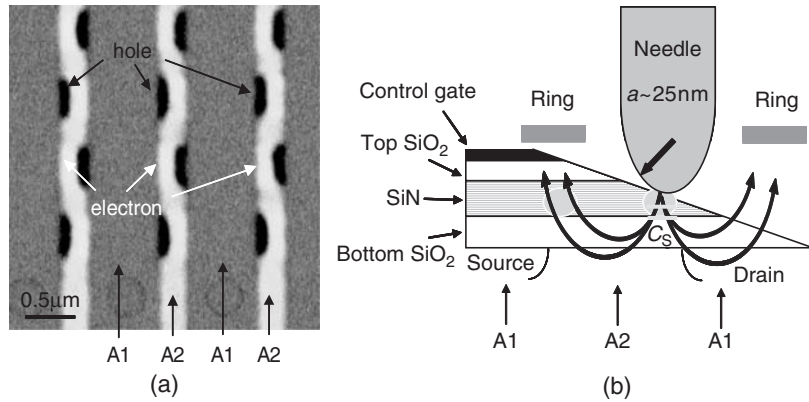 hole
electron
0.5μm
A1 A2 A1 A2
(a)
Needle
a~25nm
Ring
Ring
Control gate
Top SiO₂
SiN
Bottom SiO₂
Cₛ
Source
Drain
A1 A2 A1
(b)